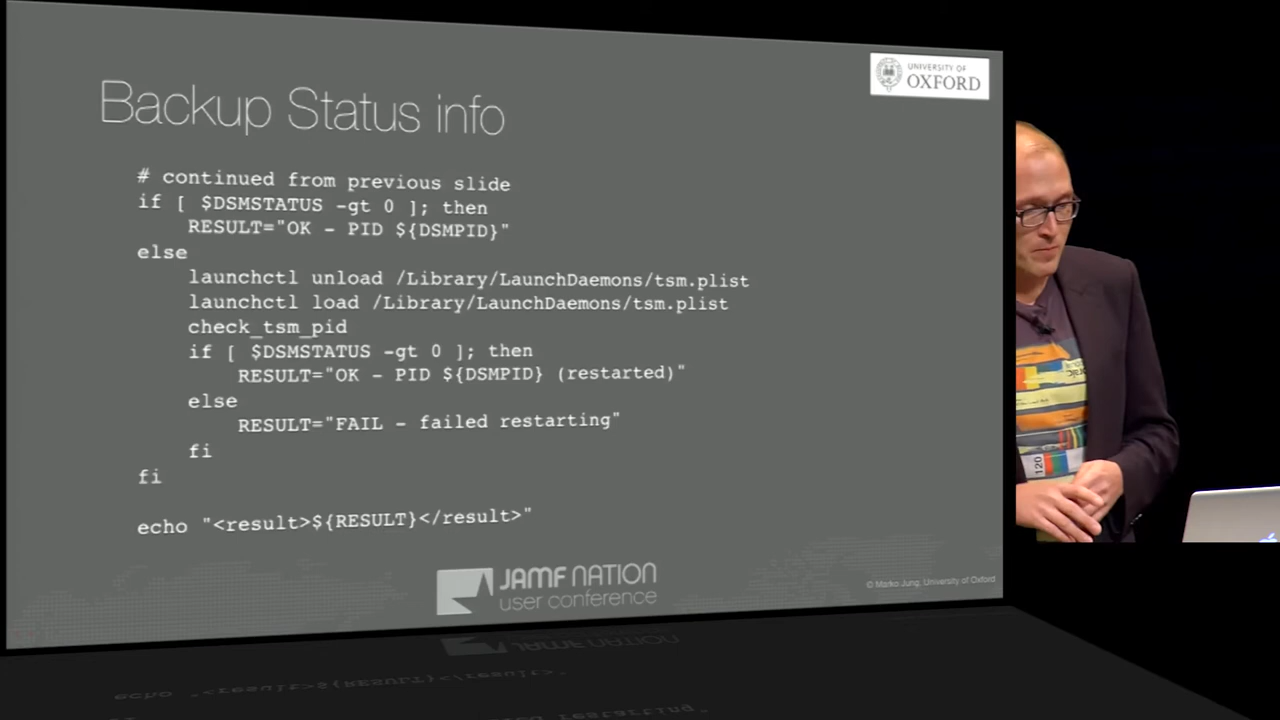 Backup Status info
UNIVERSITY OF
OXFORD
# continued from previous slide
if [ $DSMSTATUS -gt 0 ]; then
    RESULT="OK - PID ${DSMPID}"
else
    launchctl unload /Library/LaunchDaemons/tsm.plist
    launchctl load /Library/LaunchDaemons/tsm.plist
    check_tsm_pid
    if [ $DSMSTATUS -gt 0 ]; then
        RESULT="OK - PID ${DSMPID} (restarted)"
    else
        RESULT="FAIL - failed restarting"
    fi
fi
echo "<result>${RESULT}</result>"
JAMF NATION
user conference
© Marko Jung, University of Oxford
120